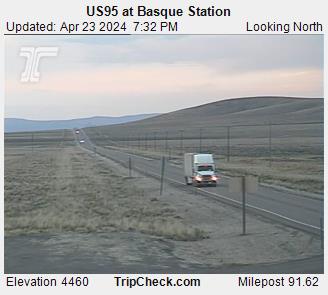 US95 at Basque Station
Updated: Apr 23 2024 7:32 PM Looking North
Elevation 4460 TripCheck.com Milepost 91.62